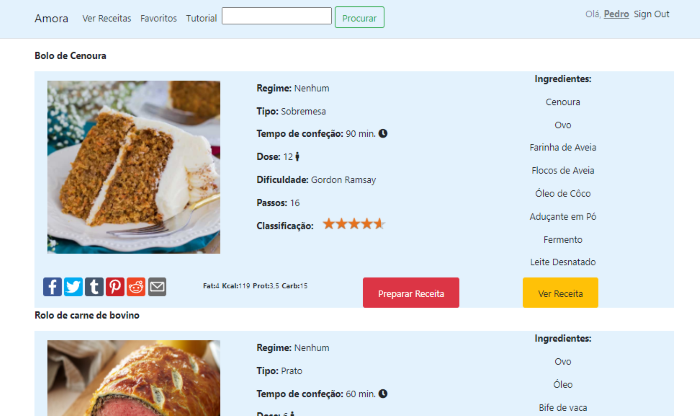 Amora Ver Receitas Favoritos Tutorial Procurar Olá, Pedro Sign Out
Bolo de Cenoura
Regime: Nenhum
Tipo: Sobremesa
Tempo de confeção: 90 min.
Dose: 12
Dificuldade: Gordon Ramsay
Passos: 16
Classificação:
Ingredientes:
Cenoura
Ovo
Farinha de Aveia
Flocos de Aveia
Óleo de Côco
Aduçante em Pó
Fermento
Leite Desnatado
Fat:4 Kcal:119 Prot:3,5 Carb:15
Preparar Receita
Ver Receita
Rolo de carne de bovino
Regime: Nenhum
Tipo: Prato
Tempo de confeção: 60 min.
Dose: 6
Ingredientes:
Ovo
Óleo
Bife de vaca